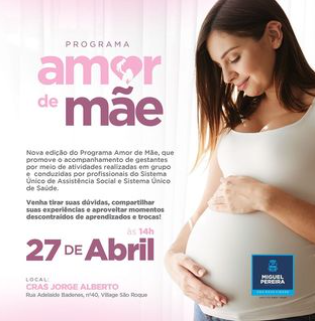 PROGRAMA
amor
de mãe
Nova edição do Programa Amor de Mãe, que
promove o acompanhamento de gestantes
por meio de atividades realizadas em grupo
e conduzidas por profissionais do Sistema
Único de Assistência Social e Sistema Único
de Saúde.
Venha tirar suas dúvidas, compartilhar
suas experiências e aproveitar momentos
descontraídos de aprendizados e trocas!
às 14h
27 DE Abril
LOCAL:
CRAS JORGE ALBERTO
Rua Adelaide Badenes, nº40, Village São Roque
MIGUEL
PEREIRA